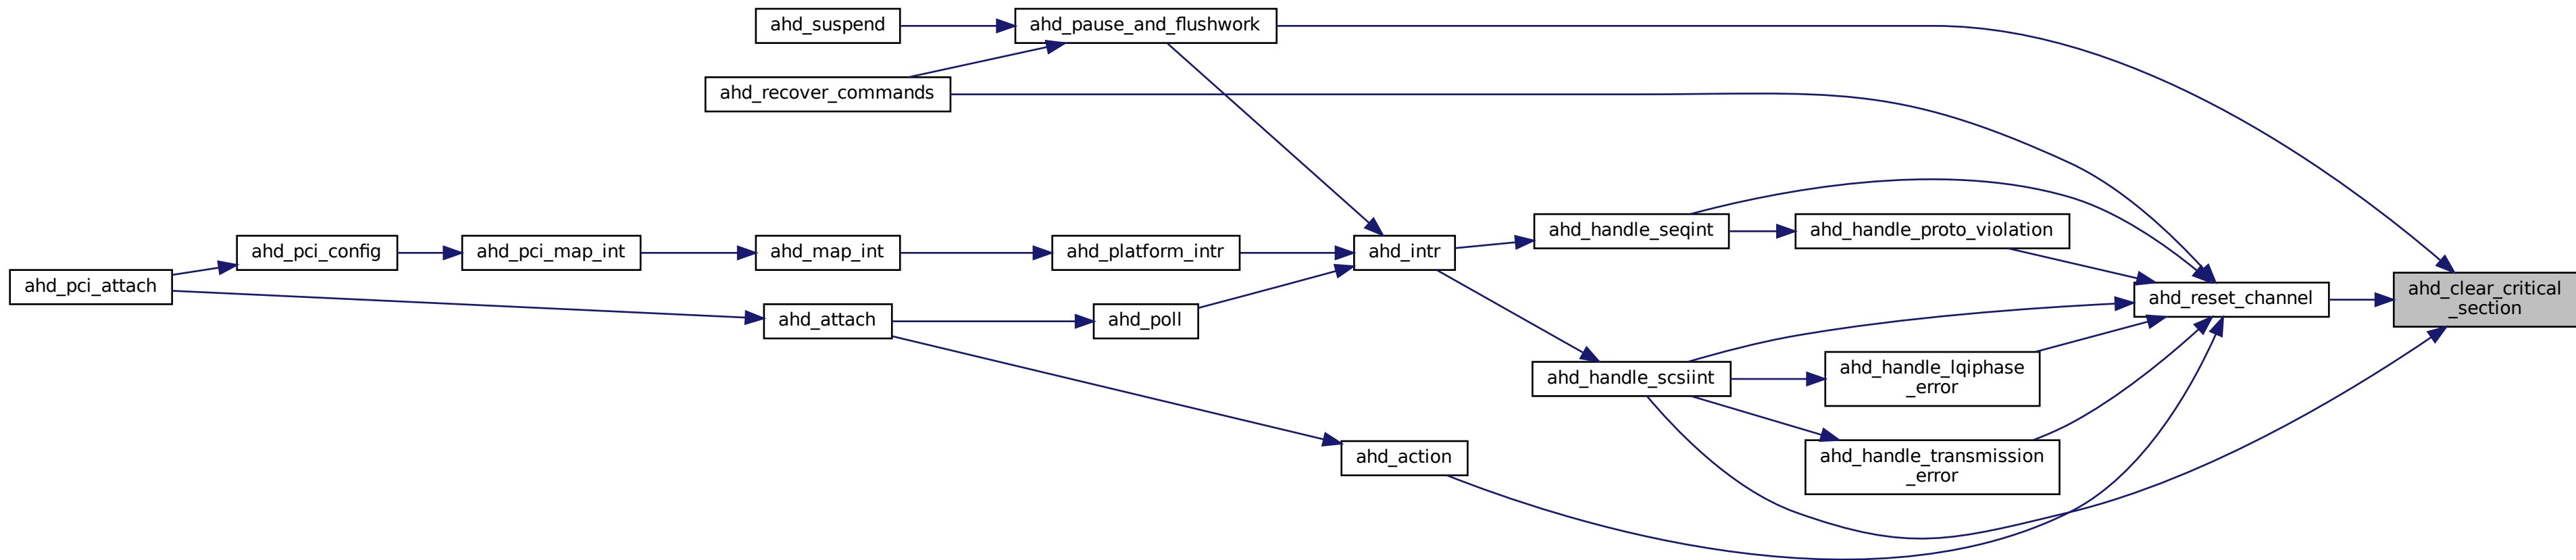 ahd_suspend
ahd_pause_and_flushwork
ahd_recover_commands
ahd_handle_seqint
ahd_handle_proto_violation
ahd_pci_config
ahd_pci_map_int
ahd_map_int
ahd_platform_intr
ahd_intr
ahd_pci_attach
ahd_clear_critical
_section
ahd_reset_channel
ahd_attach
ahd_poll
ahd_handle_scsiint
ahd_handle_lqiphase
_error
ahd_action
ahd_handle_transmission
_error